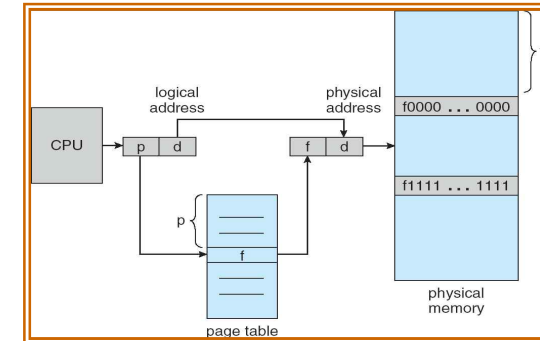 logical
address
physical
address
f0000 ... 0000
CPU
p d
f d
f1111 ... 1111
p
f
physical
memory
page table